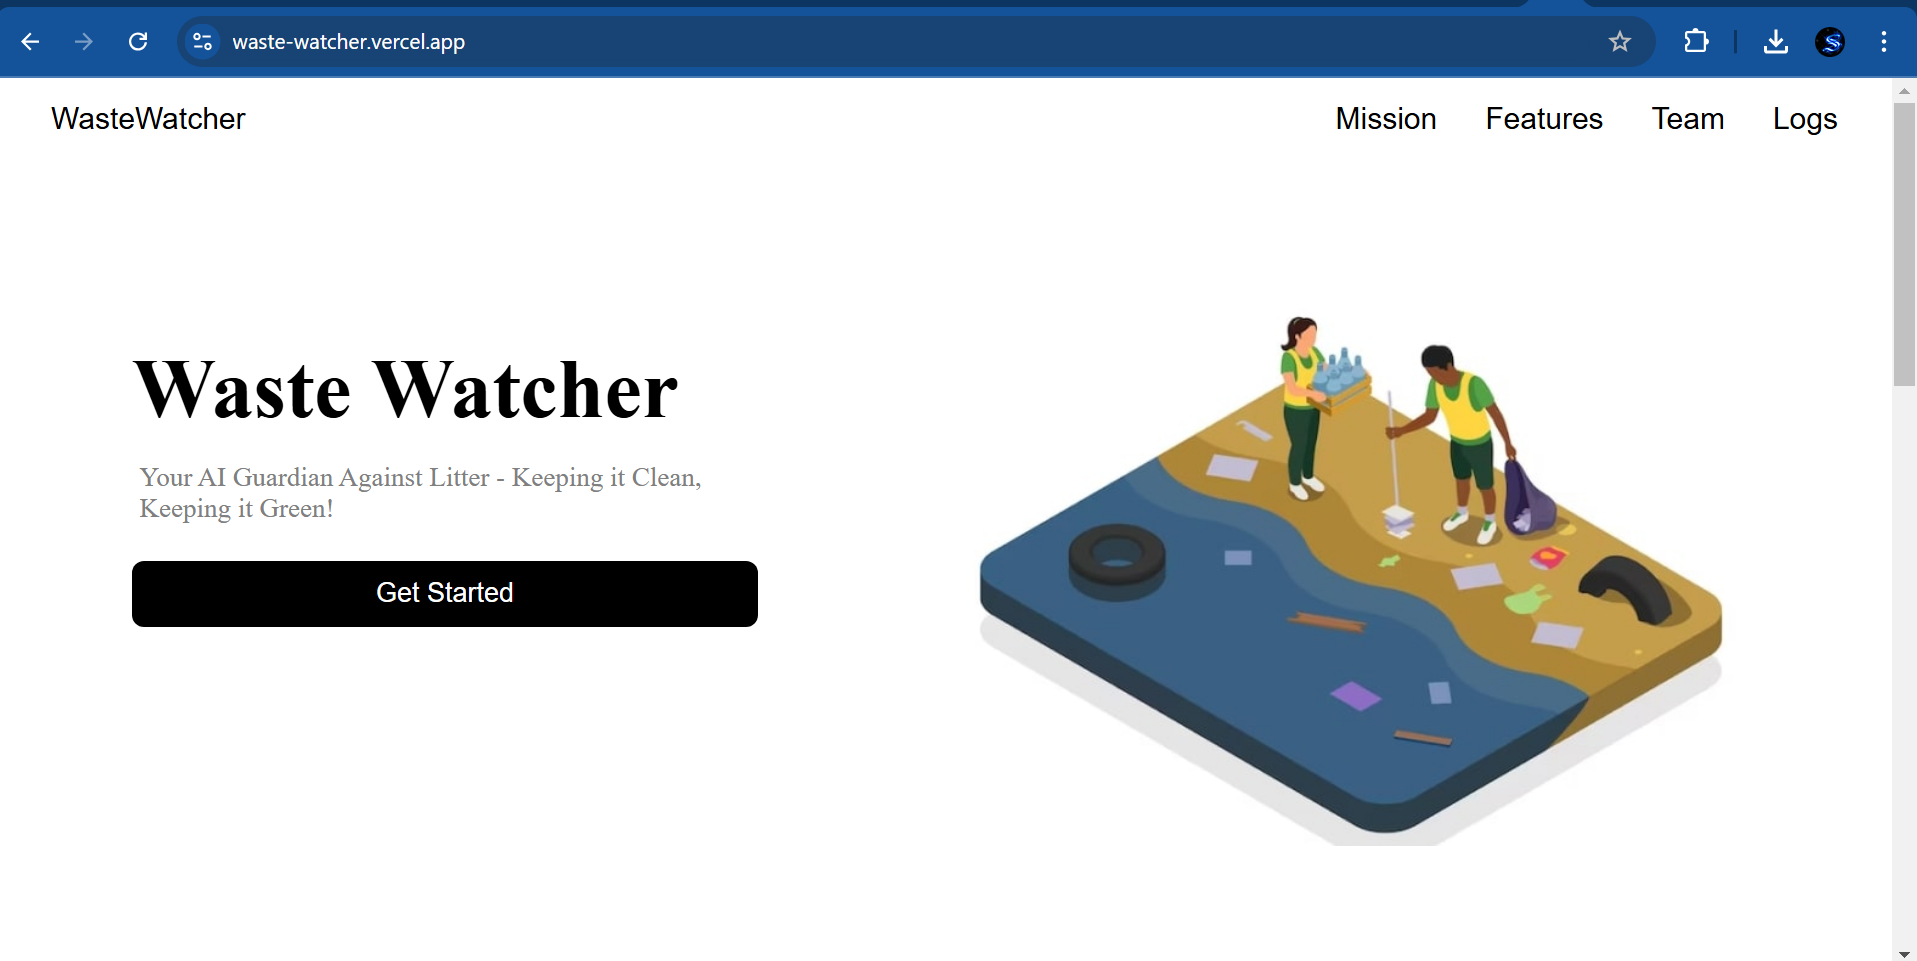 waste-watcher.vercel.app
WasteWatcher
Mission Features Team Logs
Waste Watcher
Your AI Guardian Against Litter - Keeping it Clean,
Keeping it Green!
Get Started